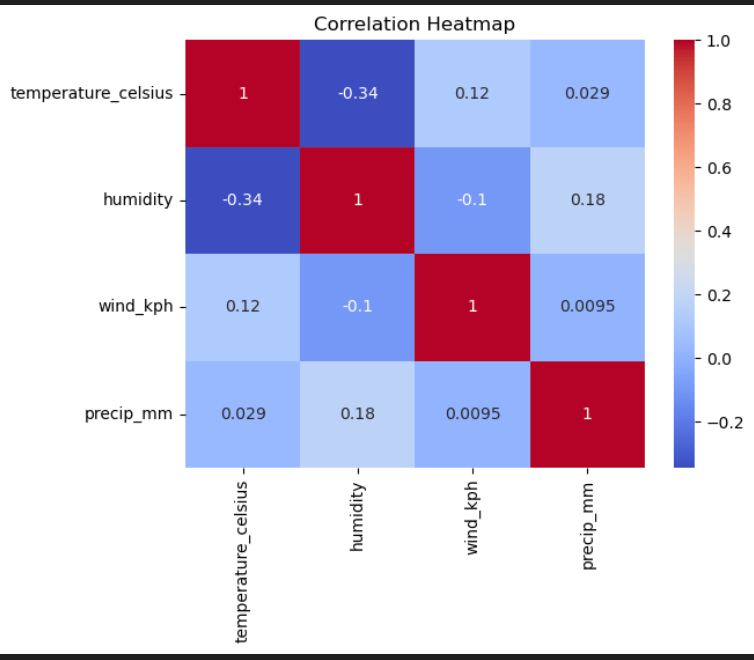 Correlation Heatmap
temperature_celsius 1 -0.34 0.12 0.029
humidity -0.34 1 -0.1 0.18
wind_kph 0.12 -0.1 1 0.0095
precip_mm 0.029 0.18 0.0095 1
temperature_celsius
humidity
wind_kph
precip_mm
1.0
0.8
0.6
0.4
0.2
0.0
−0.2